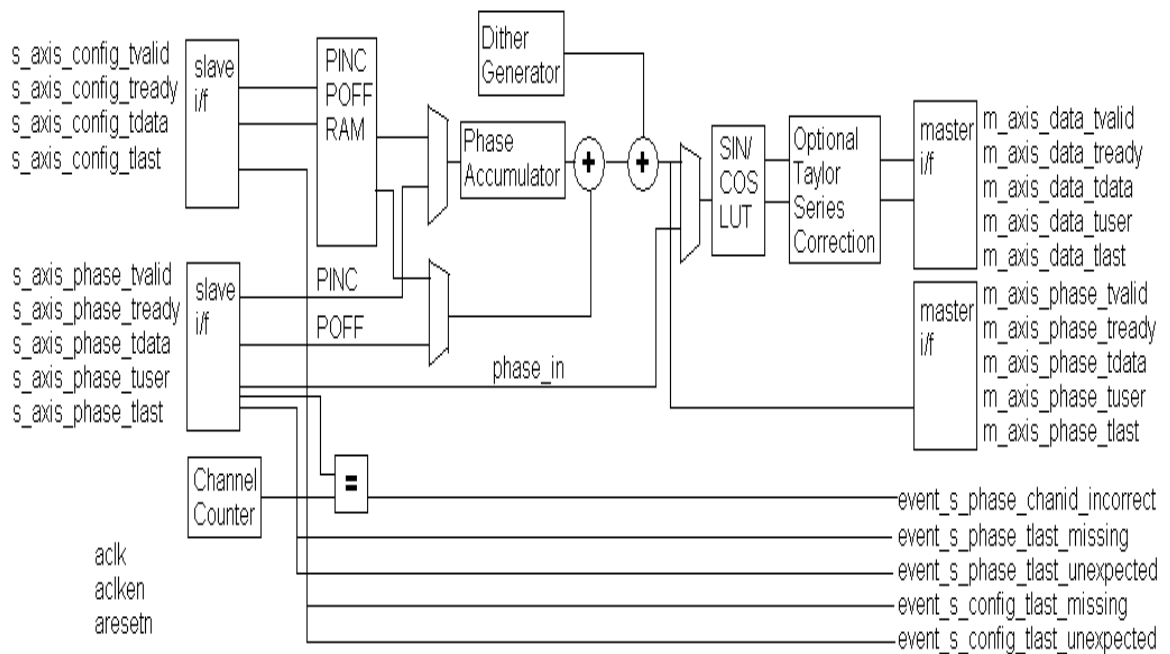 s_axis_config_tvalid
s_axis_config_tready
s_axis_config_tdata
s_axis_config_tlast
slave
i/f
PINC
POFF
RAM
Dither
Generator
Phase
Accumulator
+
+
SIN/
COS
LUT
Optional
Taylor
Series
Correction
master
i/f
m_axis_data_tvalid
m_axis_data_tready
m_axis_data_tdata
m_axis_data_tuser
m_axis_data_tlast
s_axis_phase_tvalid
s_axis_phase_tready
s_axis_phase_tdata
s_axis_phase_tuser
s_axis_phase_tlast
slave
i/f
PINC
POFF
phase_in
master
i/f
m_axis_phase_tvalid
m_axis_phase_tready
m_axis_phase_tdata
m_axis_phase_tuser
m_axis_phase_tlast
Channel
Counter
=
event_s_phase_chanid_incorrect
event_s_phase_tlast_missing
event_s_phase_tlast_unexpected
event_s_config_tlast_missing
event_s_config_tlast_unexpected
aclk
aclken
aresetn